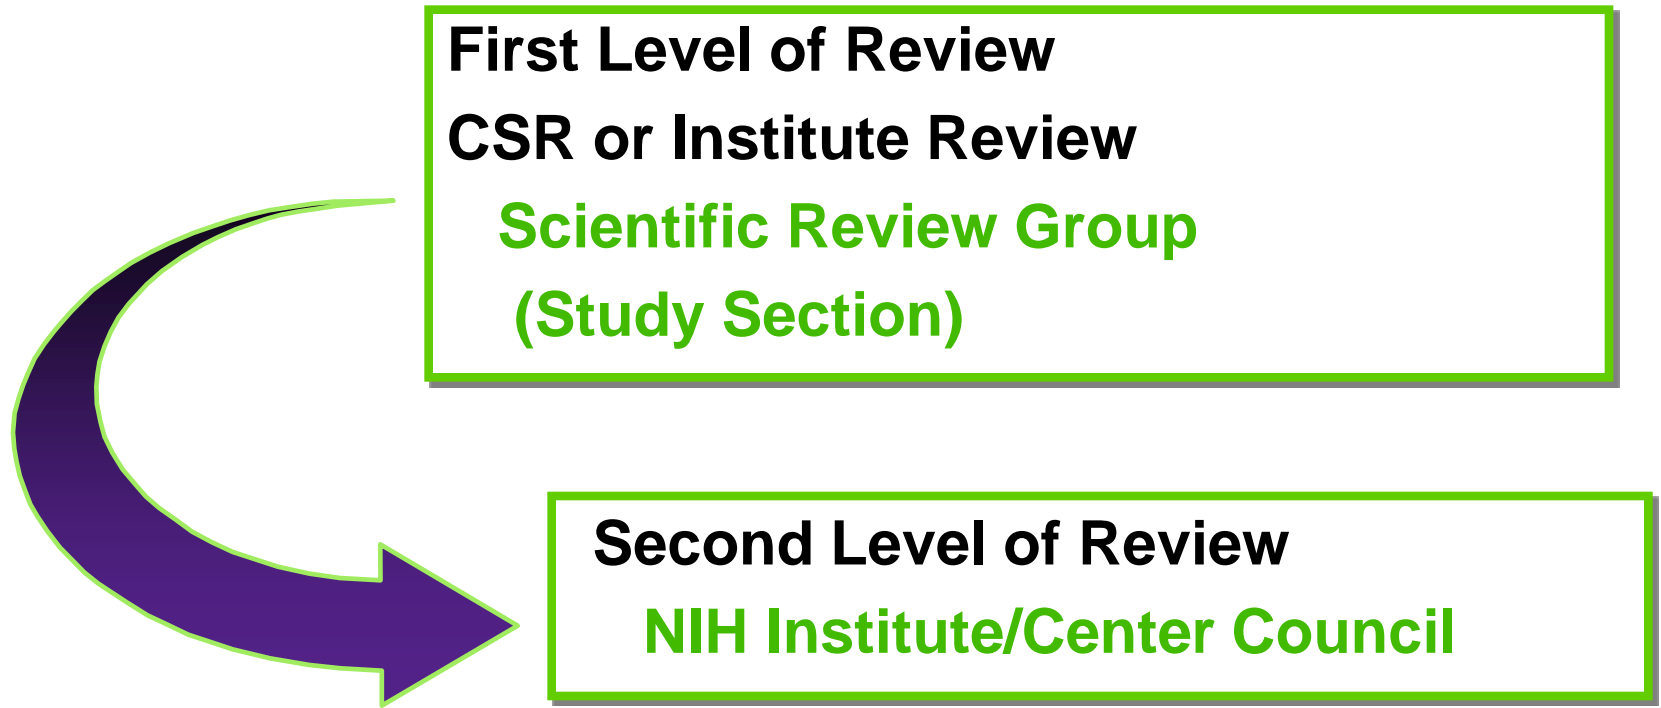 First Level of Review
CSR or Institute Review
Scientific Review Group
(Study Section)
Second Level of Review
NIH Institute/Center Council